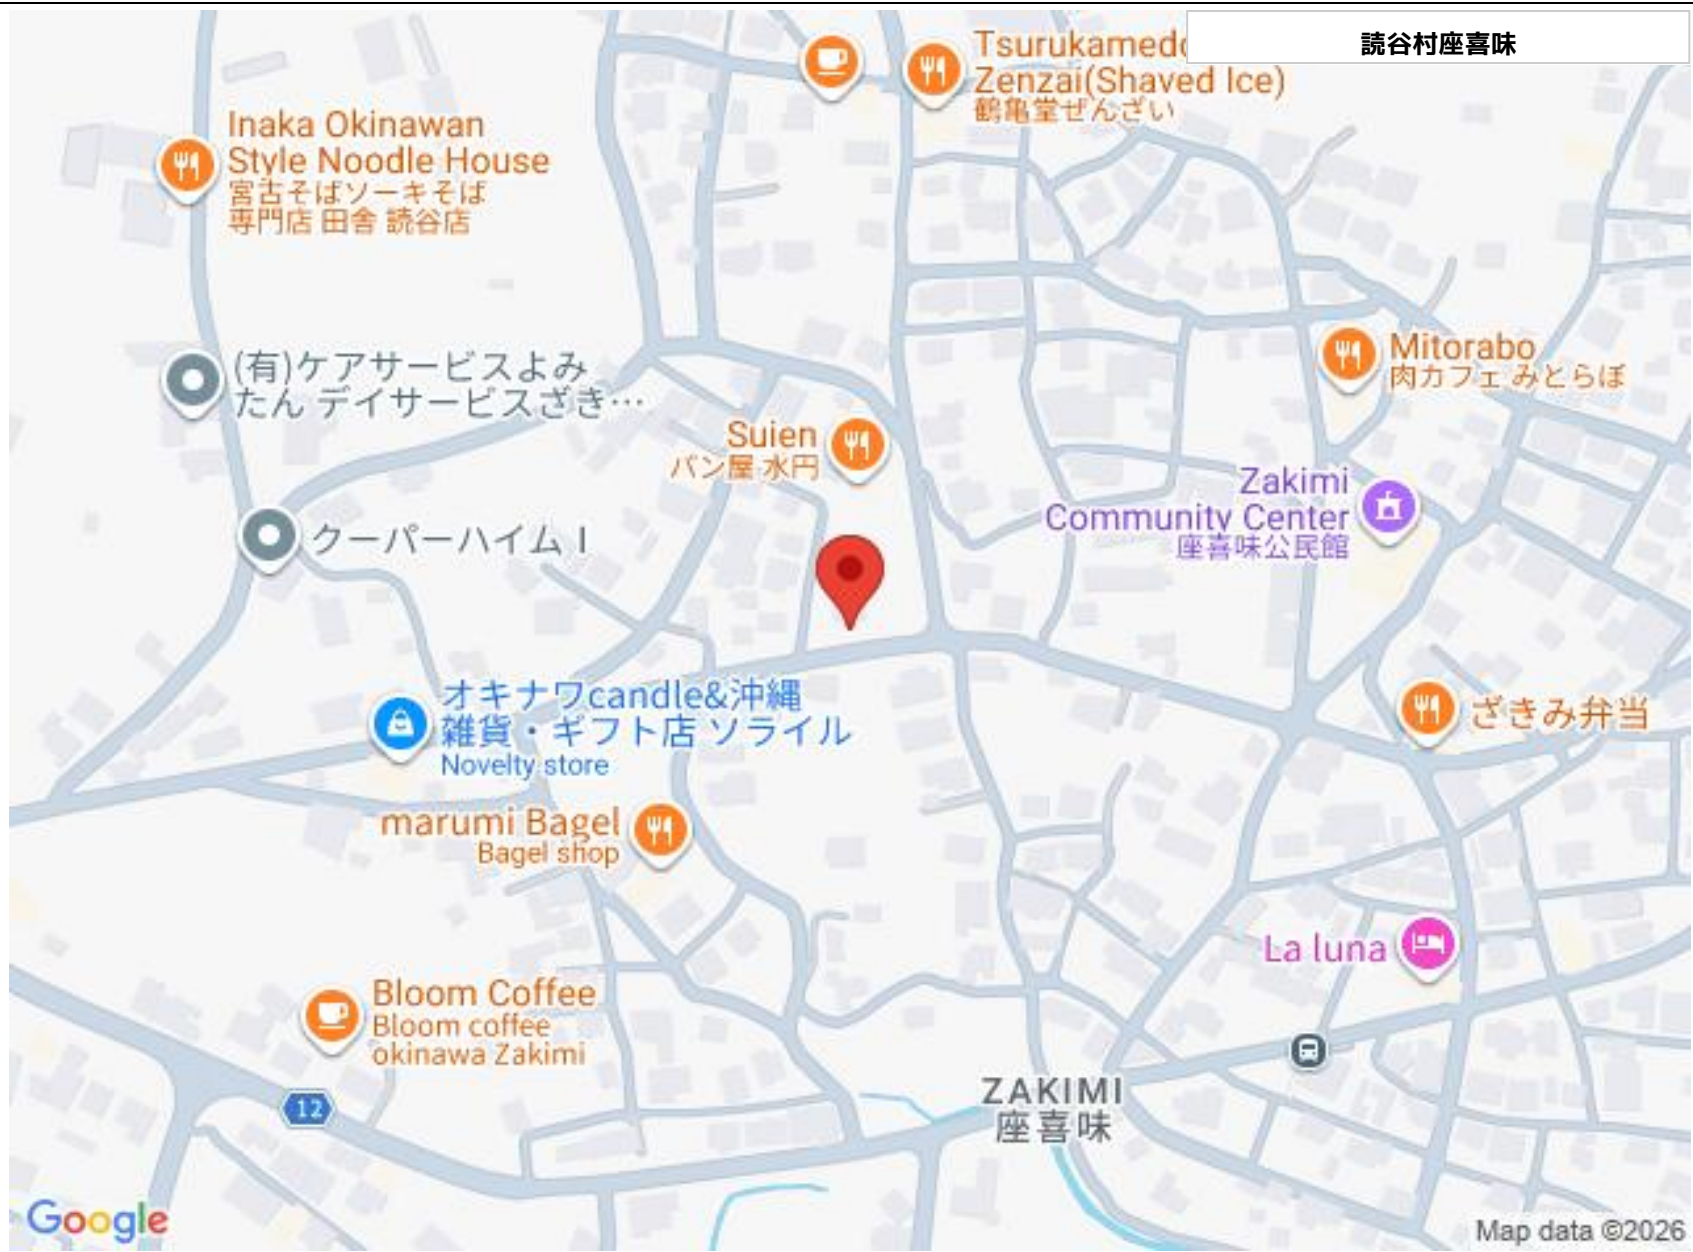 読谷村座喜味
Tsurukamedo
Zenzai(Shaved Ice)
鶴亀堂ぜんざい
Inaka Okinawan
Style Noodle House
宮古そばソーキそば
専門店 田舎 読谷店
Mitorabo
肉カフェ みとらぼ
(有)ケアサービスよみ
たん デイサービスざき…
Suien
パン屋 水円
Zakimi
Community Center
座喜味公民館
クーパーハイム I
オキナワcandle&沖縄
雑貨・ギフト店 ソライル
Novelty store
ざきみ弁当
marumi Bagel
Bagel shop
La luna
Bloom Coffee
Bloom coffee
okinawa Zakimi
12
ZAKIMI
座喜味
Google
Map data ©2026